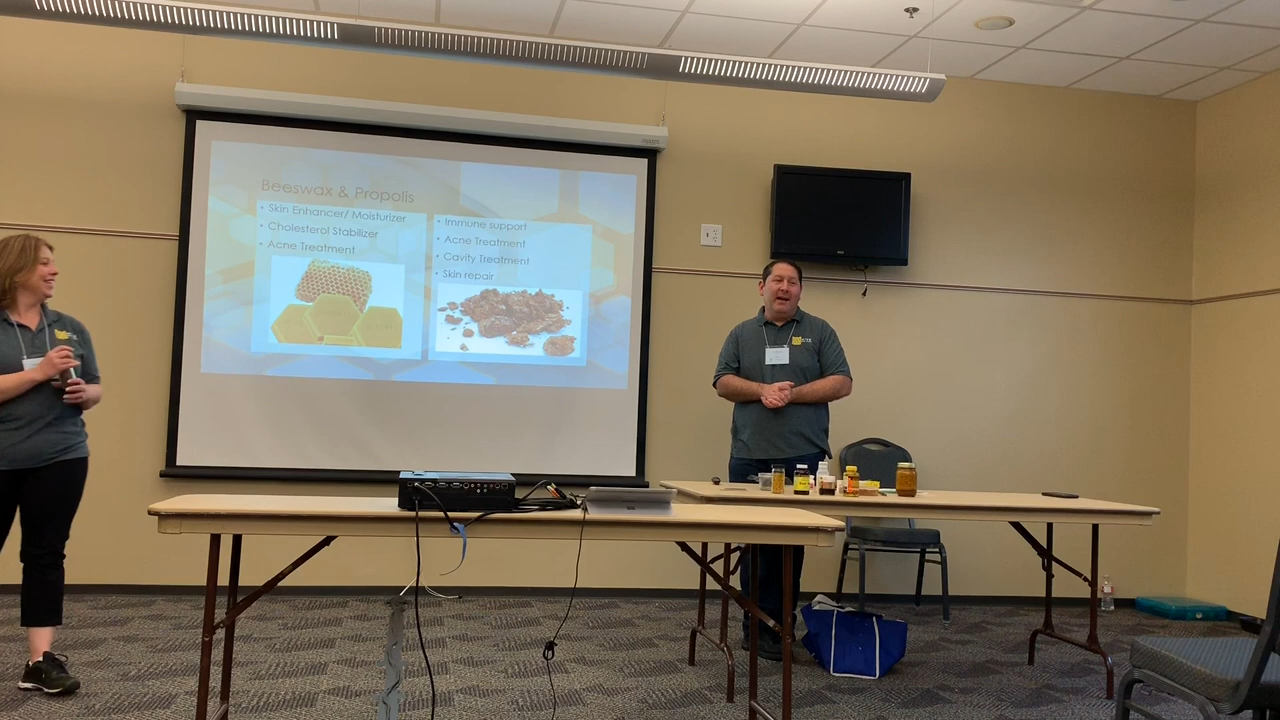 Beeswax & Propolis
• Skin Enhancer/ Moisturizer
• Cholesterol Stabilizer
• Acne Treatment
• Immune support
• Acne Treatment
• Cavity Treatment
• Skin repair